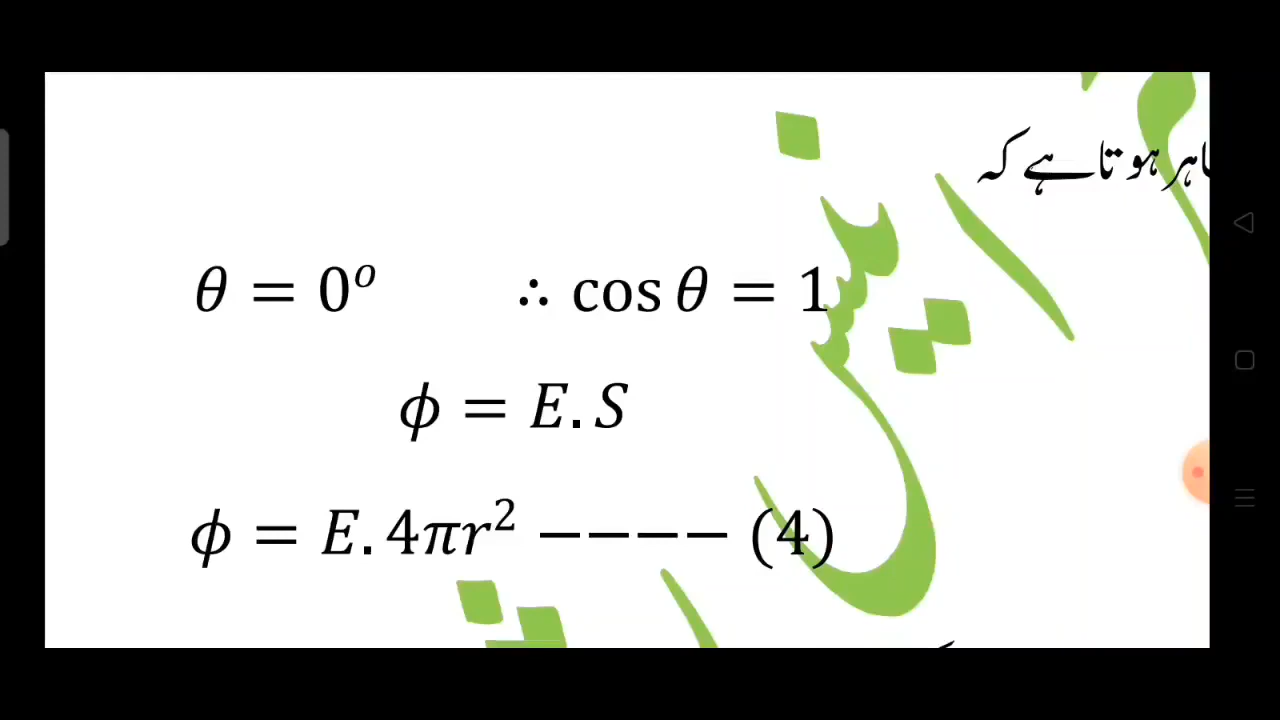 ہوتا ہے کہ
θ = 0° ∴ cos θ = 1
ϕ = E. S
ϕ = E. 4πr² −−−− (4)